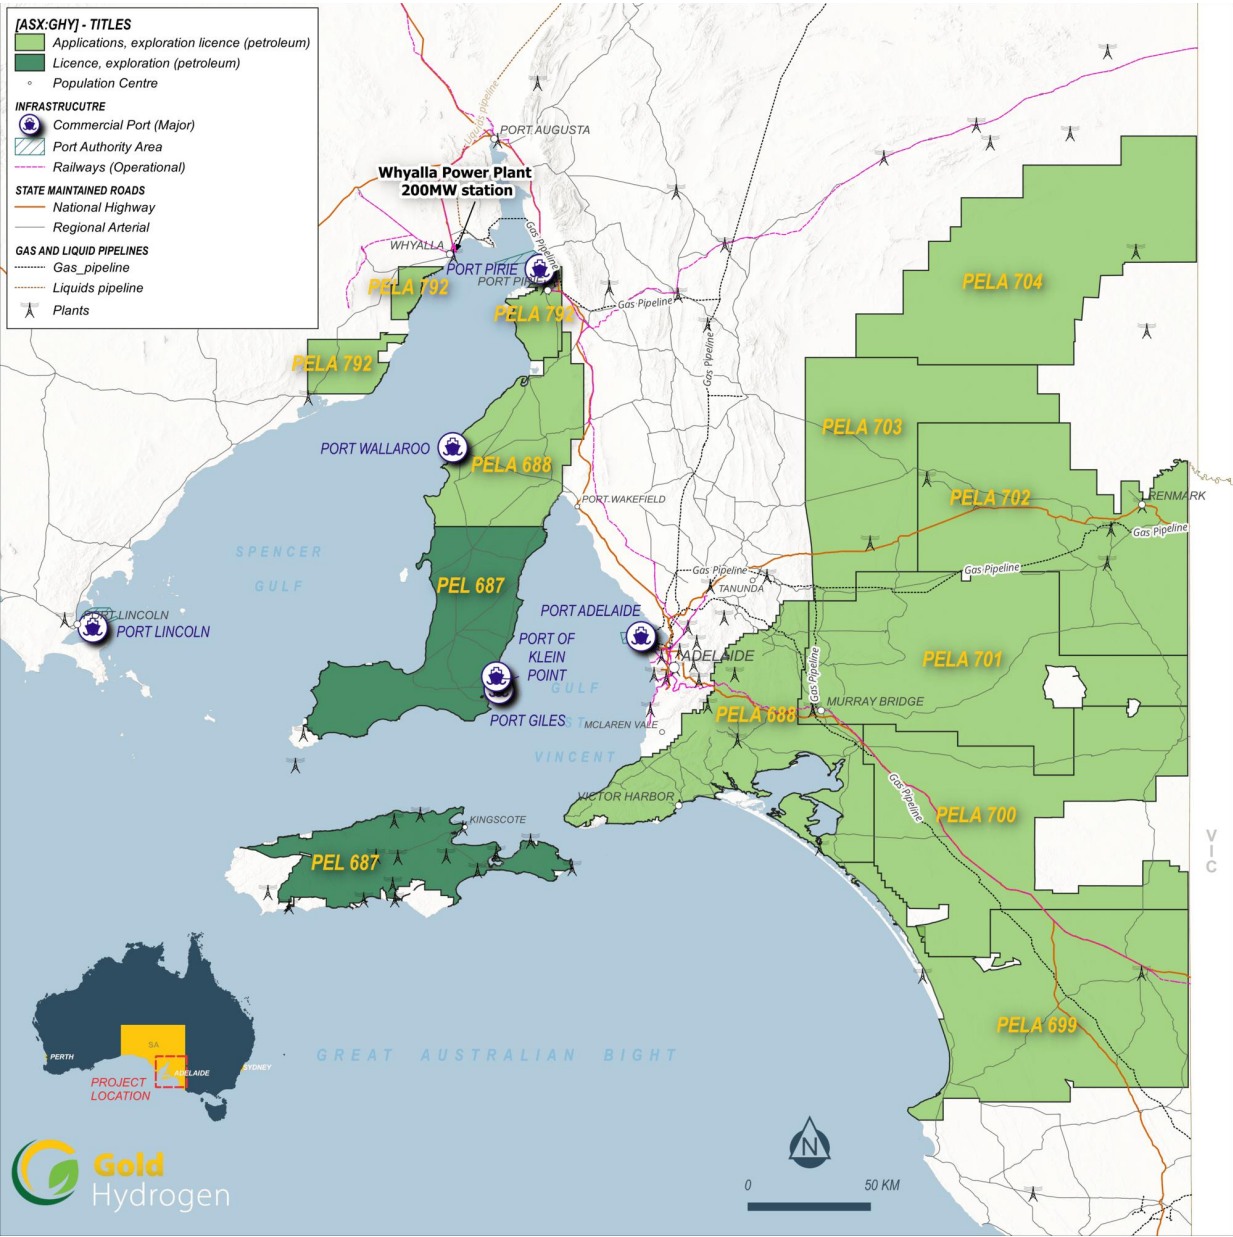 [ASX:GHY] - TITLES
Applications, exploration licence (petroleum)
Licence, exploration (petroleum)
Population Centre
INFRASTRUCUTRE
Commercial Port (Major)
Port Authority Area
Railways (Operational)
STATE MAINTAINED ROADS
National Highway
Regional Arterial
GAS AND LIQUID PIPELINES
Gas_pipeline
Liquids pipeline
Plants
Liquids pipeline
PORT AUGUSTA
Whyalla Power Plant
200MW station
WHYALLA
Gas Pipeline
PORT PIRIE
PORT PIRIE
PELA 792
PELA 792
PELA 792
Gas Pipeline
Gas Pipeline
PELA 704
PELA 703
PELA 702
RENMARK
Gas Pipeline
PORT WALLAROO
PELA 688
PORT WAKEFIELD
SPENCER
GULF
PEL 687
Gas Pipeline
TANUNDA
Gas Pipeline
PORT LINCOLN
PORT LINCOLN
PORT ADELAIDE
ADELAIDE
PORT OF
KLEIN
POINT
PORT GILES
GULF
ST
VINCENT
MCLAREN VALE
PELA 688
Gas Pipeline
MURRAY BRIDGE
PELA 701
VICTOR HARBOR
Gas Pipeline
PELA 700
KINGSCOTE
PEL 687
VIC
PELA 699
GREAT AUSTRALIAN BIGHT
SA
PERTH
ADELAIDE
SYDNEY
PROJECT
LOCATION
Gold
Hydrogen
N
0 50 KM